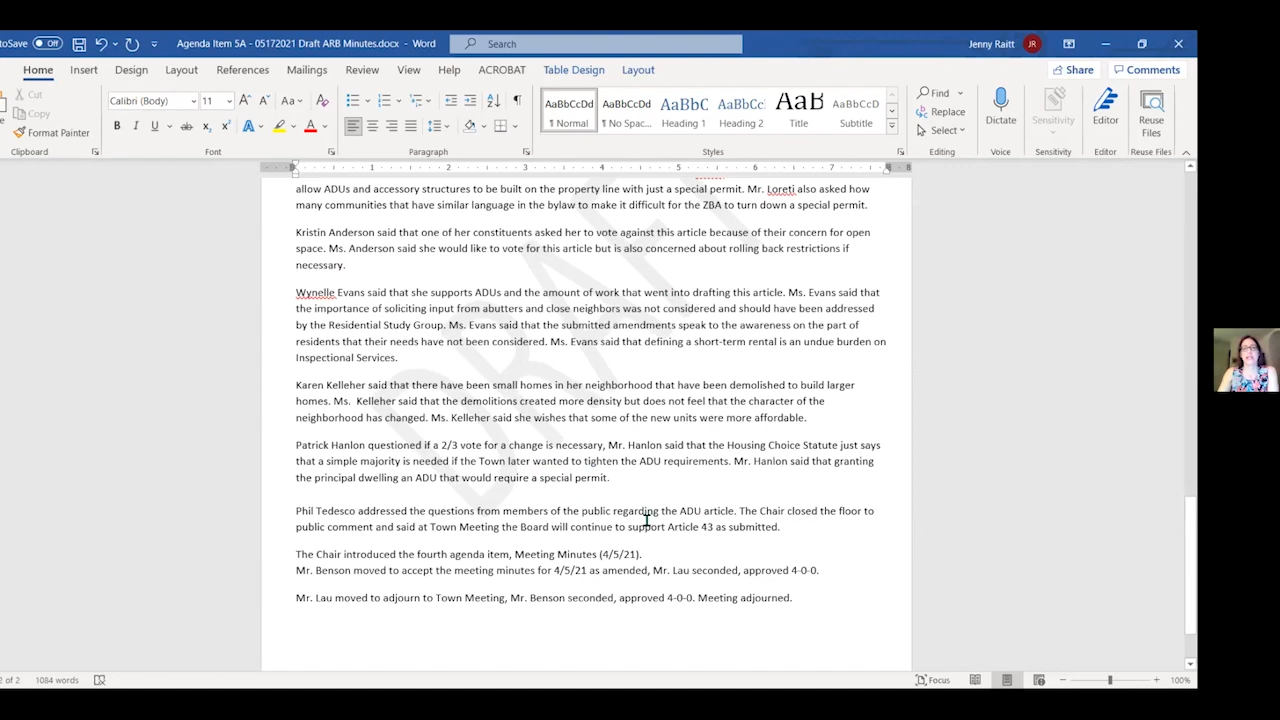 toSave Off Agenda Item 5A - 05172021 Draft ARB Minutes.docx - Word Search Jenny Raitt JR
Home Insert Design Layout References Mailings Review View Help ACROBAT Table Design Layout Share Comments
Cut
Copy
Format Painter
Clipboard
Calibri (Body) 11
Font
Paragraph
AaBbCcDd AaBbCcDd AaBbC AaBbCc AaB AaBbCcD
¶ Normal ¶ No Spac... Heading 1 Heading 2 Title Subtitle
Styles
Find
Replace
Select
Editing
Dictate
Voice
Sensitivity
Sensitivity
Editor
Editor
Reuse
Files
Reuse Files
1 2 3 4 5 6 7 8
DRAFT
allow ADUs and accessory structures to be built on the property line with just a special permit. Mr. Loreti also asked how
many communities that have similar language in the bylaw to make it difficult for the ZBA to turn down a special permit.
Kristin Anderson said that one of her constituents asked her to vote against this article because of their concern for open
space. Ms. Anderson said she would like to vote for this article but is also concerned about rolling back restrictions if
necessary.
Wynelle Evans said that she supports ADUs and the amount of work that went into drafting this article. Ms. Evans said that
the importance of soliciting input from abutters and close neighbors was not considered and should have been addressed
by the Residential Study Group. Ms. Evans said that the submitted amendments speak to the awareness on the part of
residents that their needs have not been considered. Ms. Evans said that defining a short-term rental is an undue burden on
Inspectional Services.
Karen Kelleher said that there have been small homes in her neighborhood that have been demolished to build larger
homes. Ms. Kelleher said that the demolitions created more density but does not feel that the character of the
neighborhood has changed. Ms. Kelleher said she wishes that some of the new units were more affordable.
Patrick Hanlon questioned if a 2/3 vote for a change is necessary, Mr. Hanlon said that the Housing Choice Statute just says
that a simple majority is needed if the Town later wanted to tighten the ADU requirements. Mr. Hanlon said that granting
the principal dwelling an ADU that would require a special permit.
Phil Tedesco addressed the questions from members of the public regarding the ADU article. The Chair closed the floor to
public comment and said at Town Meeting the Board will continue to support Article 43 as submitted.
The Chair introduced the fourth agenda item, Meeting Minutes (4/5/21).
Mr. Benson moved to accept the meeting minutes for 4/5/21 as amended, Mr. Lau seconded, approved 4-0-0.
Mr. Lau moved to adjourn to Town Meeting, Mr. Benson seconded, approved 4-0-0. Meeting adjourned.
2 of 2 1084 words Focus 100%